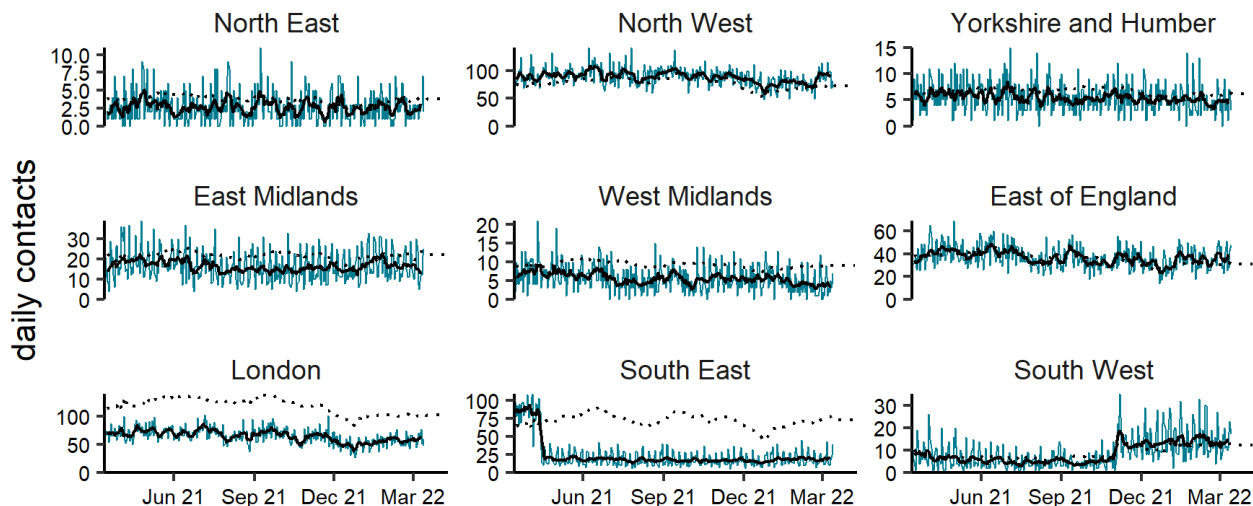 North East
North West
Yorkshire and Humber
10.0
7.5
5.0
2.5
0.0
100
50
0
15
10
5
0
daily contacts
East Midlands
West Midlands
East of England
30
20
10
0
20
15
10
5
0
60
40
20
0
London
South East
South West
100
50
0
100
75
50
25
0
30
20
10
0
Jun 21 Sep 21 Dec 21 Mar 22
Jun 21 Sep 21 Dec 21 Mar 22
Jun 21 Sep 21 Dec 21 Mar 22